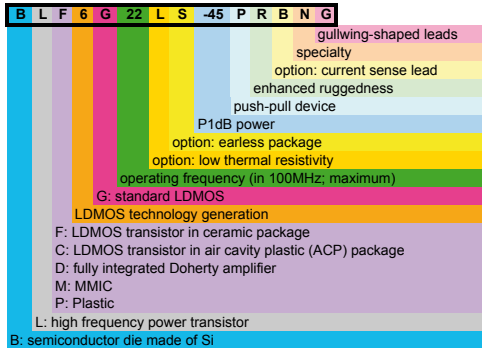 B L F 6 G 22 L S -45 P R B N G
gullwing-shaped leads
specialty
option: current sense lead
enhanced ruggedness
push-pull device
P1dB power
option: earless package
option: low thermal resistivity
operating frequency (in 100MHz; maximum)
G: standard LDMOS
LDMOS technology generation
F: LDMOS transistor in ceramic package
C: LDMOS transistor in air cavity plastic (ACP) package
D: fully integrated Doherty amplifier
M: MMIC
P: Plastic
L: high frequency power transistor
B: semiconductor die made of Si